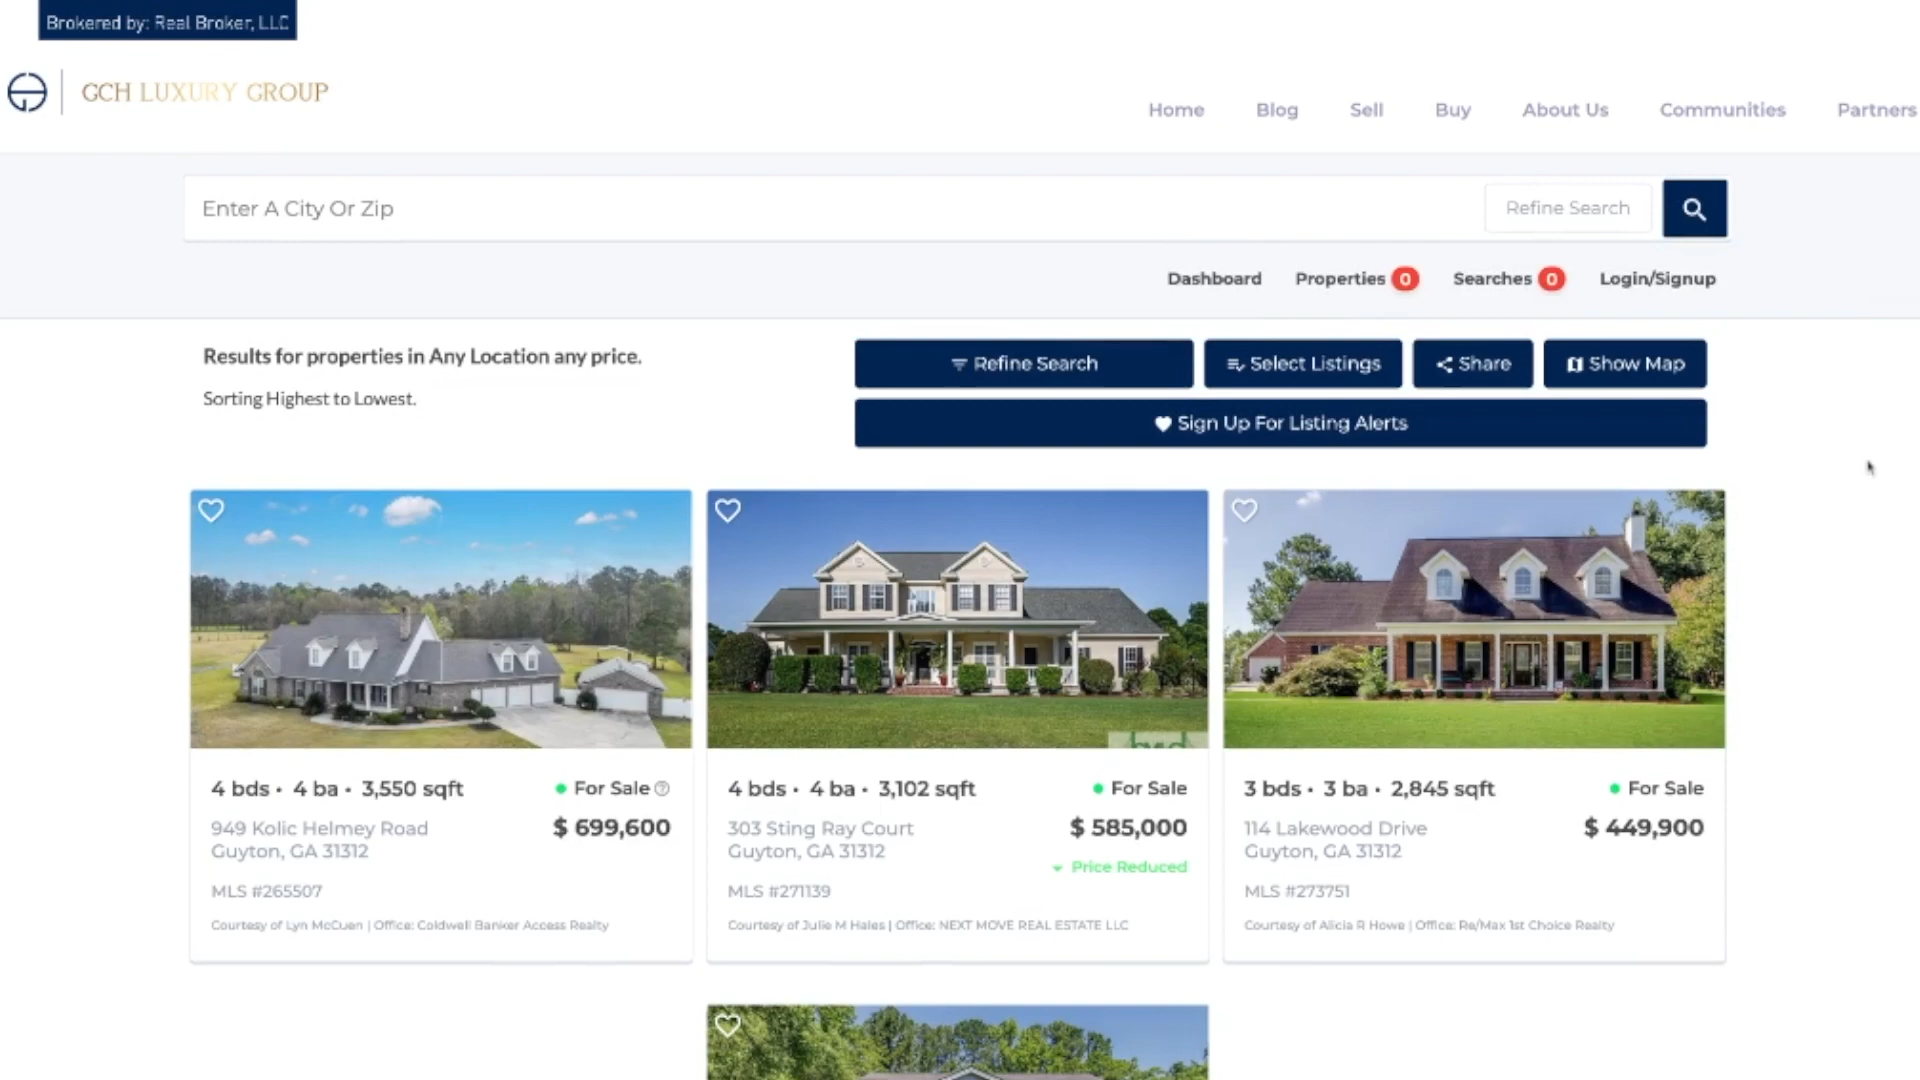 Brokered by: Real Broker, LLC
GCH LUXURY GROUP
Home Blog Sell Buy About Us Communities Partners
Enter A City Or Zip
Refine Search
Dashboard Properties 0 Searches 0 Login/Signup
Results for properties in Any Location any price.
Sorting Highest to Lowest.
Refine Search Select Listings Share Show Map
Sign Up For Listing Alerts
4 bds • 4 ba • 3,550 sqft For Sale
949 Kolic Helmey Road $ 699,600
Guyton, GA 31312
MLS #265507
Courtesy of Lyn McCuen | Office: Coldwell Banker Access Realty
4 bds • 4 ba • 3,102 sqft For Sale
303 Sting Ray Court $ 585,000
Guyton, GA 31312
Price Reduced
MLS #271139
Courtesy of Julie M Hales | Office: NEXT MOVE REAL ESTATE LLC
3 bds • 3 ba • 2,845 sqft For Sale
114 Lakewood Drive $ 449,900
Guyton, GA 31312
MLS #273751
Courtesy of Alicia R Howe | Office: Re/Max 1st Choice Realty